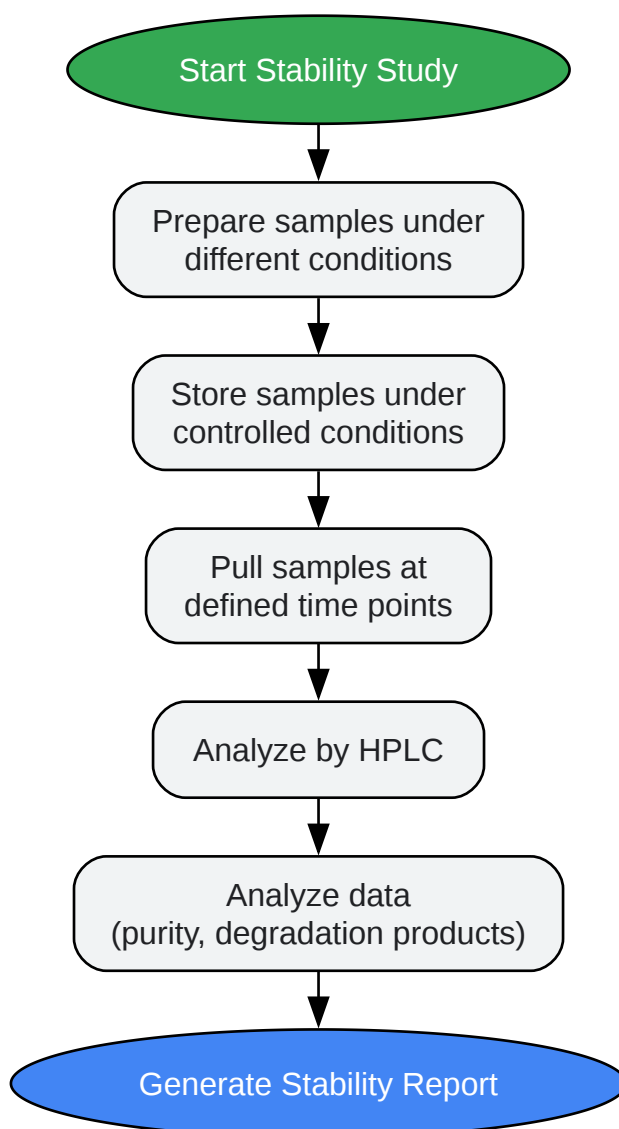 Start Stability Study
Prepare samples under
different conditions
Store samples under
controlled conditions
Pull samples at
defined time points
Analyze by HPLC
Analyze data
(purity, degradation products)
Generate Stability Report